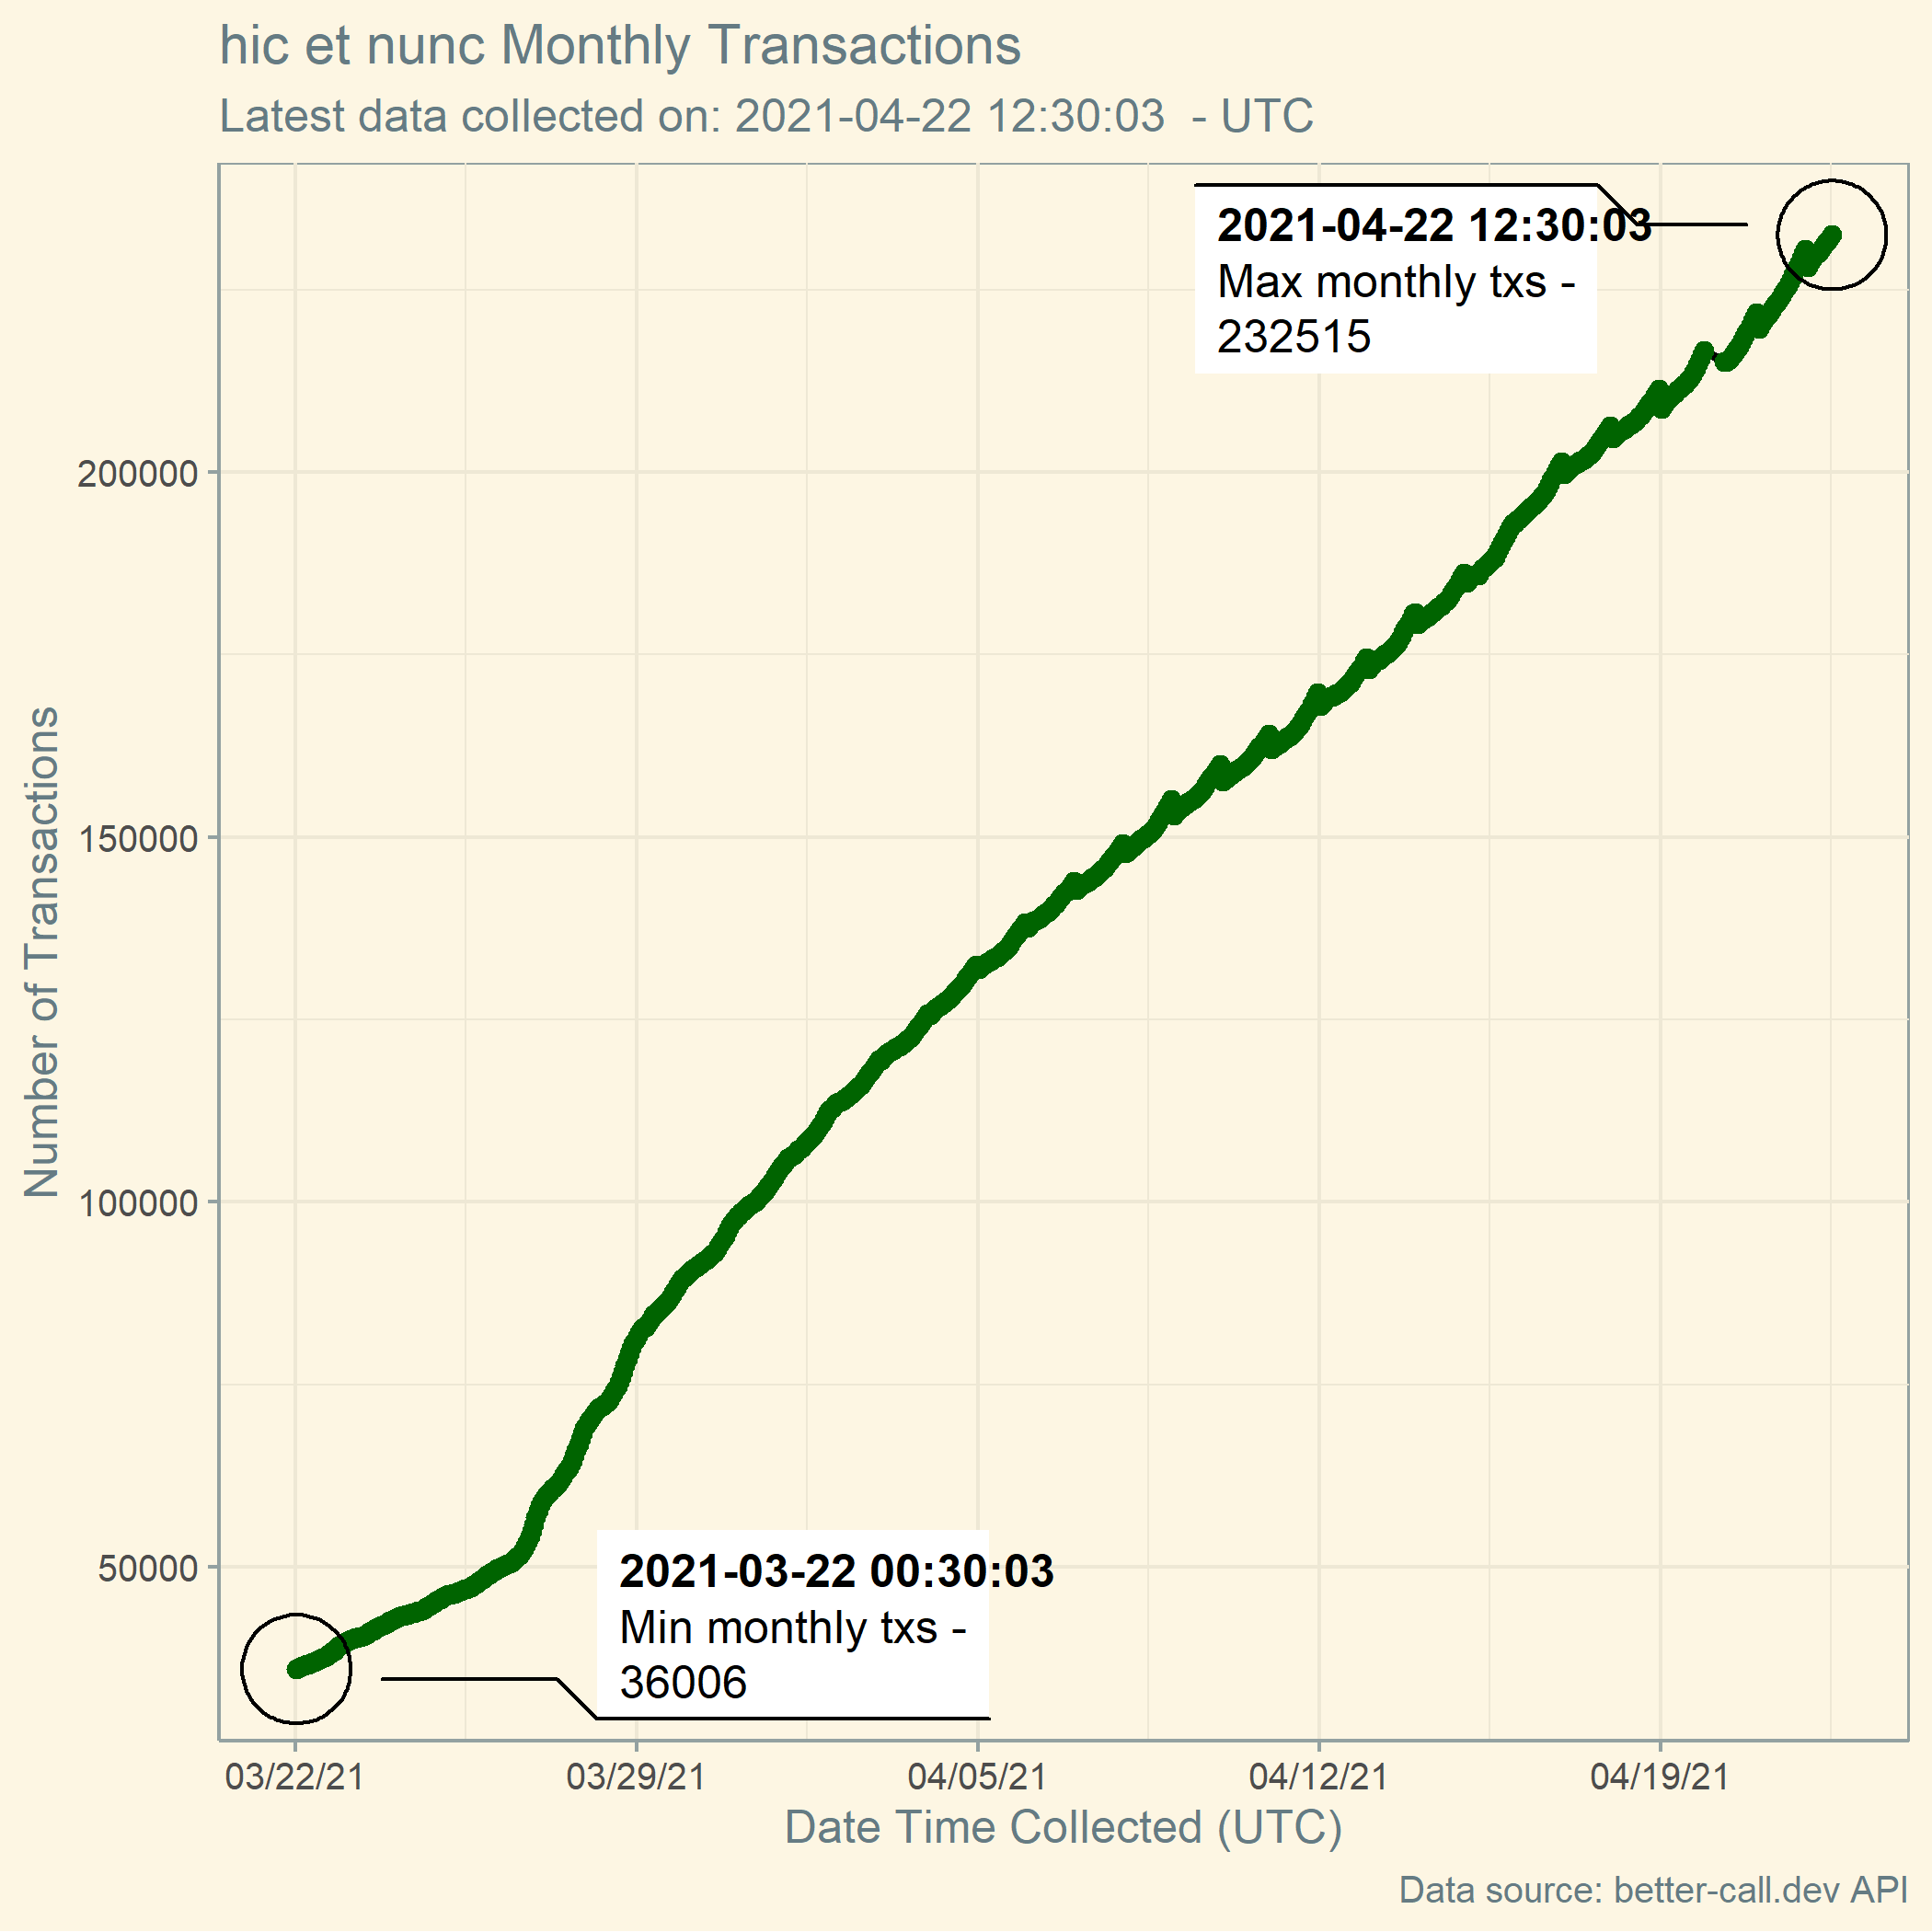 hic et nunc Monthly Transactions
Latest data collected on: 2021-04-22 12:30:03  - UTC
2021-04-22 12:30:03
Max monthly txs -
232515
200000
150000
100000
50000
Number of Transactions
2021-03-22 00:30:03
Min monthly txs -
36006
03/22/21 03/29/21 04/05/21 04/12/21 04/19/21
Date Time Collected (UTC)
Data source: better-call.dev API